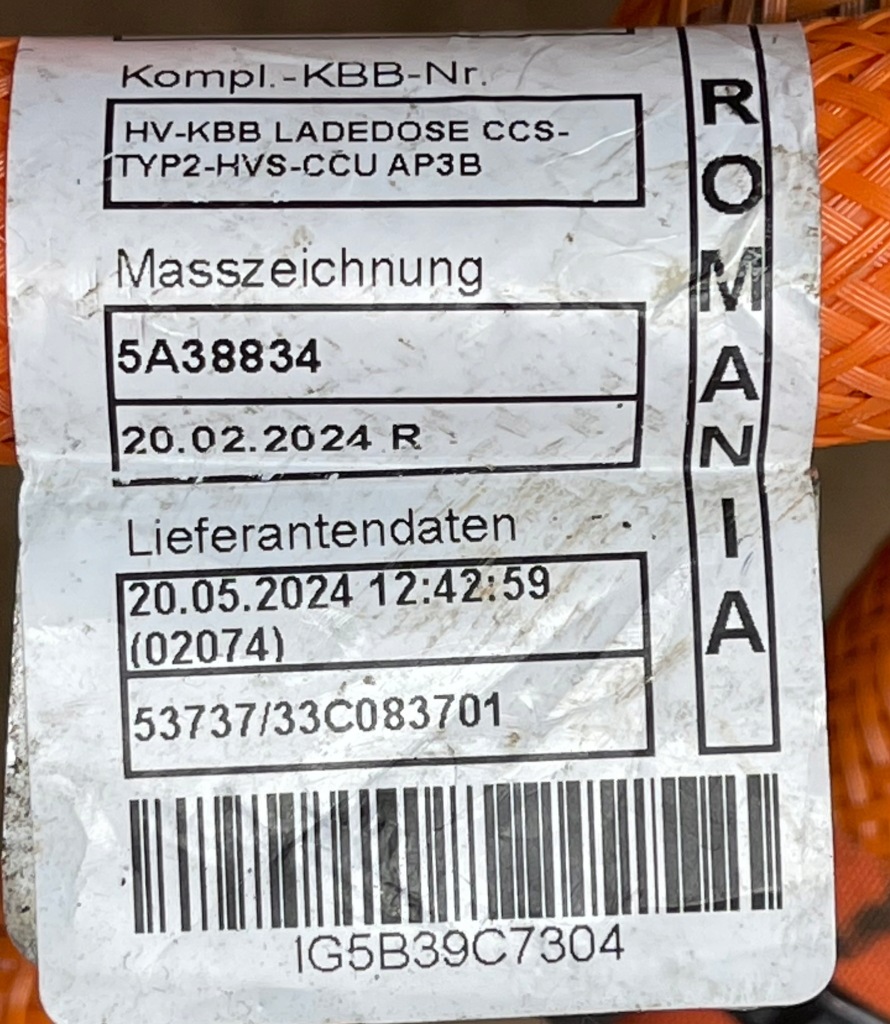 Kompl.-KBB-Nr.
HV-KBB LADEDOSE CCS-
TYP2-HVS-CCU AP3B
Masszeichnung
5A38834
20.02.2024 R
Lieferantendaten
20.05.2024 12:42:59
(02074)
53737/33C083701
IG5B39C7304
ROMANIA